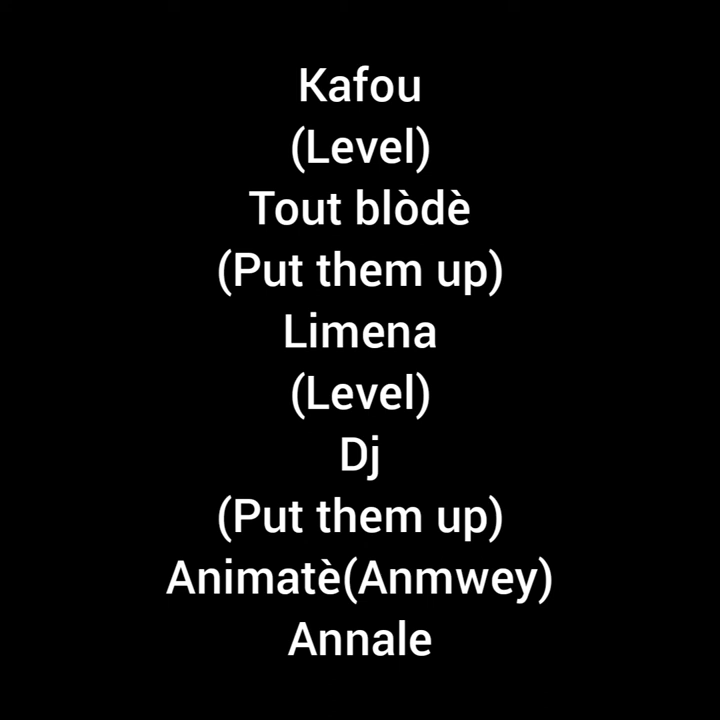 Kafou
(Level)
Tout blòdè
(Put them up)
Limena
(Level)
Dj
(Put them up)
Animatè(Anmwey)
Annale